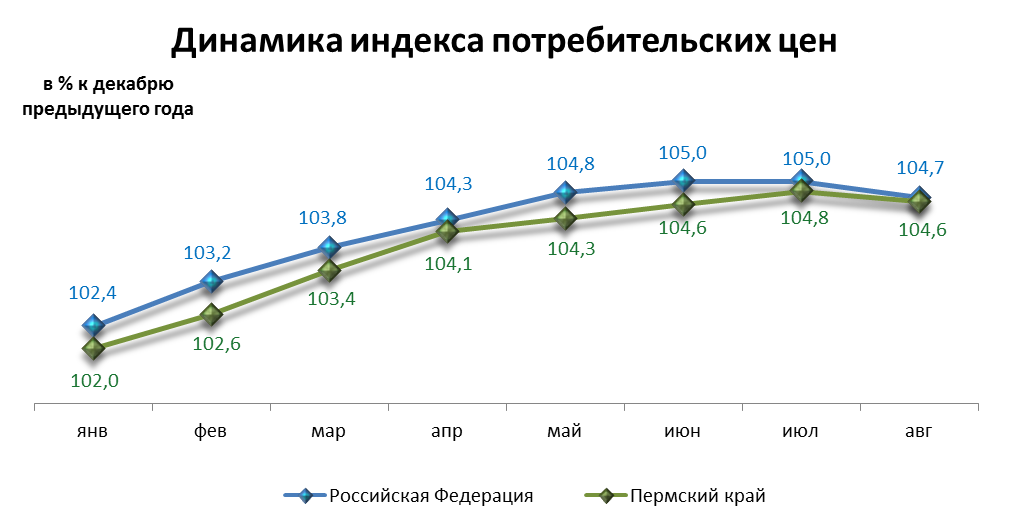 Динамика индекса потребительских цен
в % к декабрю
предыдущего года
102,4
103,2
103,8
104,3
104,8
105,0
105,0
104,7
102,0
102,6
103,4
104,1
104,3
104,6
104,8
104,6
янв
фев
мар
апр
май
июн
июл
авг
Российская Федерация
Пермский край